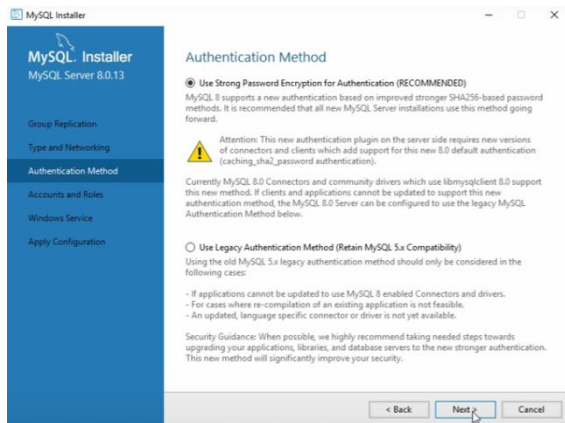 MySQL Installer
MySQL. Installer
MySQL Server 8.0.13
Group Replication
Type and Networking
Authentication Method
Accounts and Roles
Windows Service
Apply Configuration
Authentication Method
Use Strong Password Encryption for Authentication (RECOMMENDED)
MySQL 8 supports a new authentication based on improved stronger SHA256-based password
methods. It is recommended that all new MySQL Server installations use this method going
forward.
Attention: This new authentication plugin on the server side requires new versions
of connectors and clients which add support for this new 8.0 default authentication
(caching_sha2_password authentication).
Currently MySQL 8.0 Connectors and community drivers which use libmysqlclient 8.0 support
this new method. If clients and applications cannot be updated to support this new
authentication method, the MySQL 8.0 Server can be configured to use the legacy MySQL
Authentication Method below.
Use Legacy Authentication Method (Retain MySQL 5.x Compatibility)
Using the old MySQL 5.x legacy authentication method should only be considered in the
following cases:
- If applications cannot be updated to use MySQL 8 enabled Connectors and drivers.
- For cases where re-compilation of an existing application is not feasible.
- An updated, language specific connector or driver is not yet available.
Security Guidance: When possible, we highly recommend taking needed steps towards
upgrading your applications, libraries, and database servers to the new stronger authentication.
This new method will significantly improve your security.
< Back
Next >
Cancel